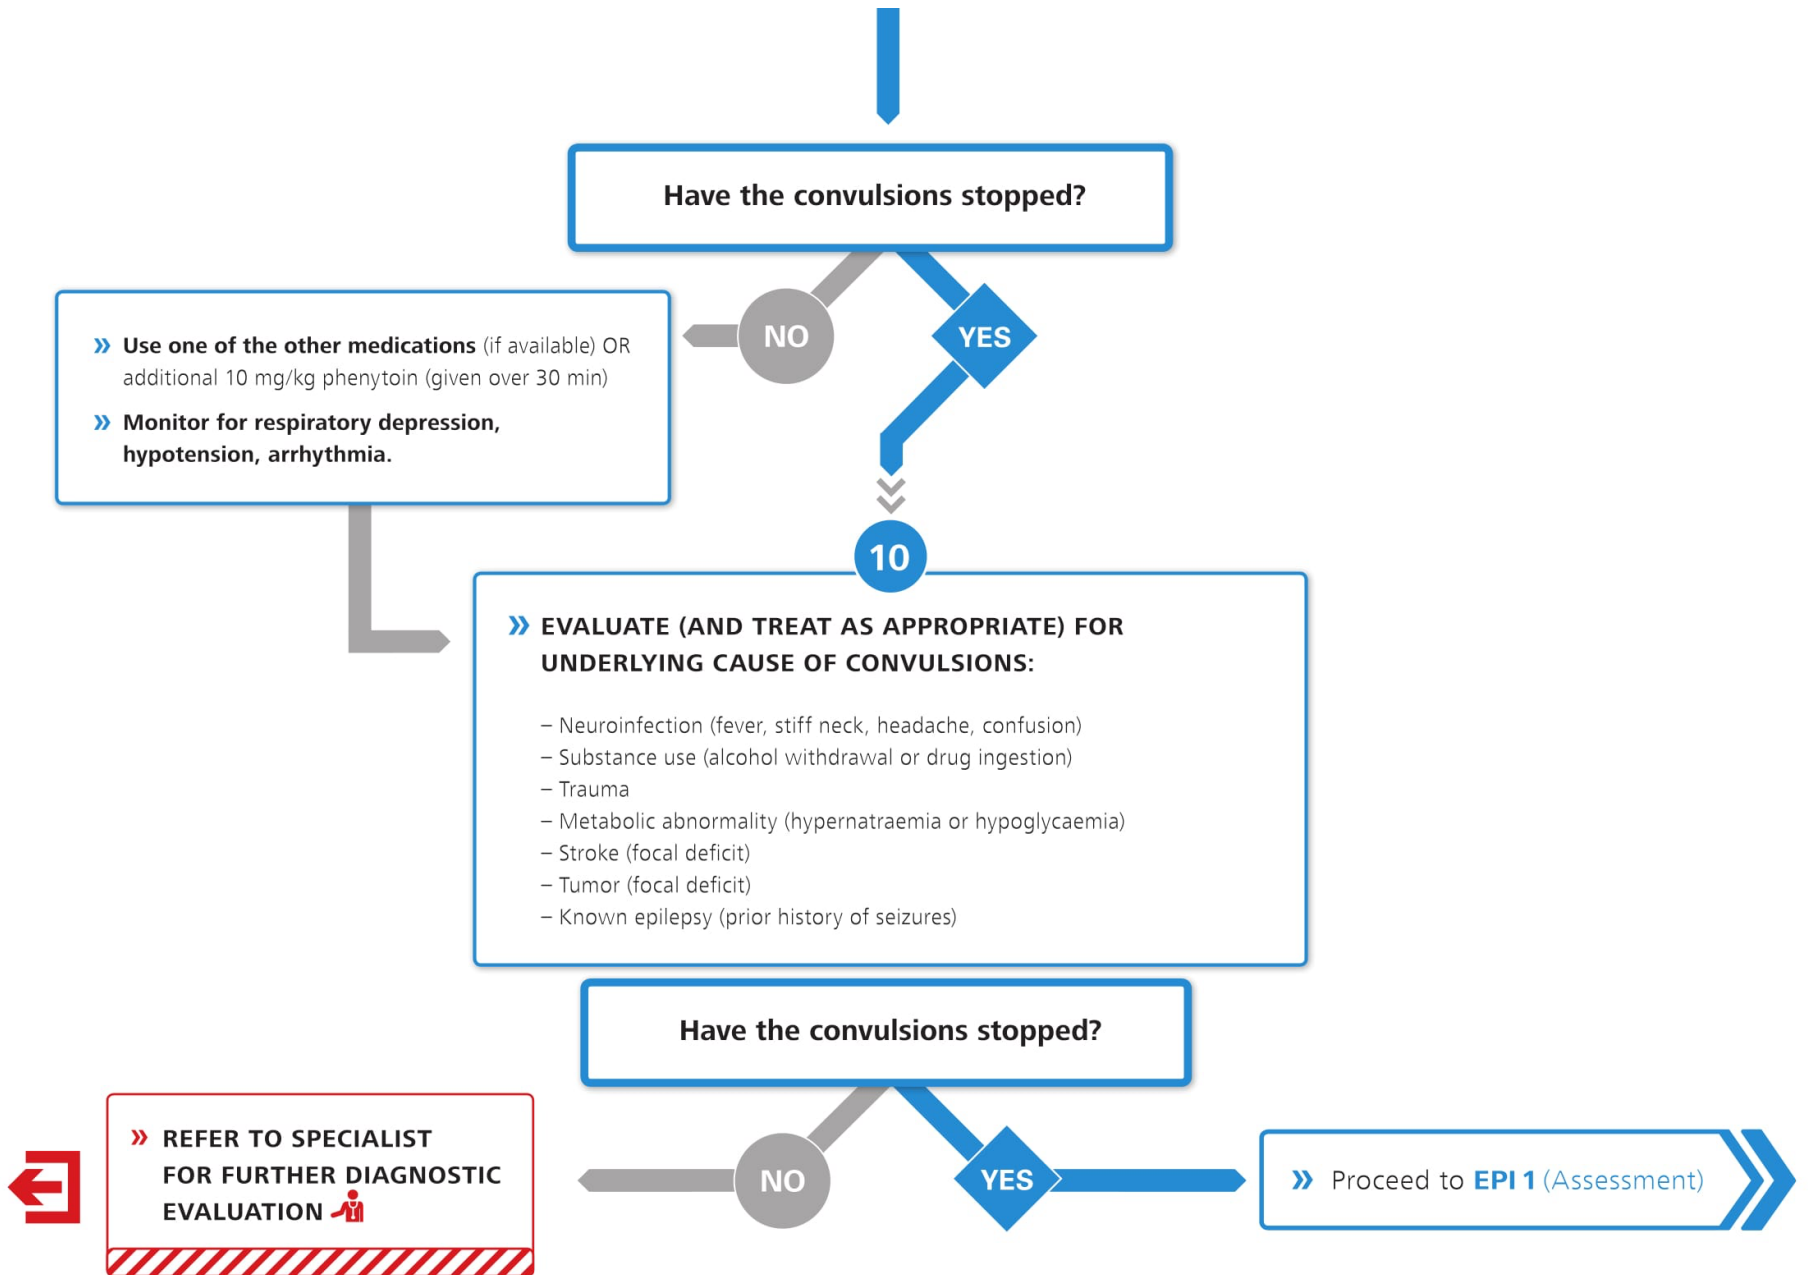 Have the convulsions stopped?
NO
YES
» Use one of the other medications (if available) OR
additional 10 mg/kg phenytoin (given over 30 min)
» Monitor for respiratory depression,
hypotension, arrhythmia.
10
» EVALUATE (AND TREAT AS APPROPRIATE) FOR
UNDERLYING CAUSE OF CONVULSIONS:
– Neuroinfection (fever, stiff neck, headache, confusion)
– Substance use (alcohol withdrawal or drug ingestion)
– Trauma
– Metabolic abnormality (hypernatraemia or hypoglycaemia)
– Stroke (focal deficit)
– Tumor (focal deficit)
– Known epilepsy (prior history of seizures)
Have the convulsions stopped?
NO
YES
» REFER TO SPECIALIST
FOR FURTHER DIAGNOSTIC
EVALUATION
» Proceed to EPI 1 (Assessment)